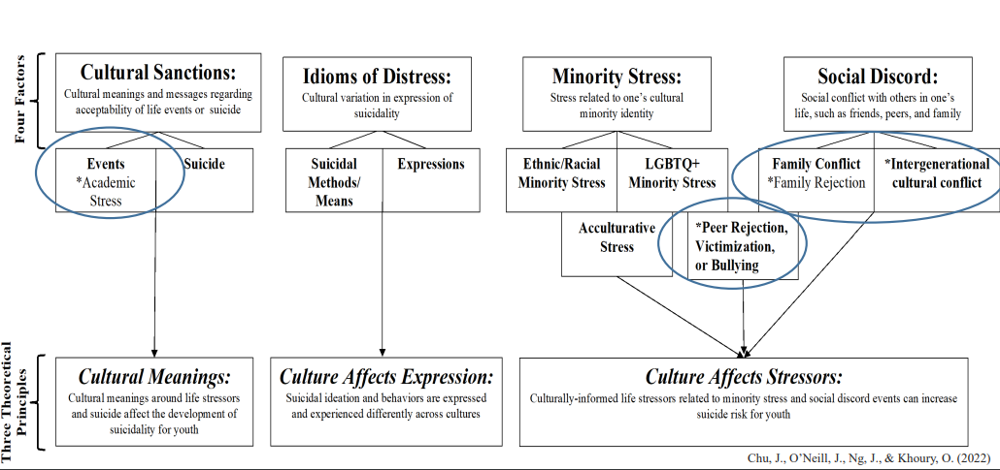 Four Factors
Cultural Sanctions:
Cultural meanings and messages regarding
acceptability of life events or suicide
Events
*Academic
Stress
Suicide
Idioms of Distress:
Cultural variation in expression of
suicidality
Suicidal
Methods/
Means
Expressions
Minority Stress:
Stress related to one’s cultural
minority identity
Ethnic/Racial
Minority Stress
LGBTQ+
Minority Stress
Acculturative
Stress
*Peer Rejection,
Victimization,
or Bullying
Social Discord:
Social conflict with others in one’s
life, such as friends, peers, and family
Family Conflict
*Family Rejection
*Intergenerational
cultural conflict
Three Theoretical
Principles
Cultural Meanings:
Cultural meanings around life stressors
and suicide affect the development of
suicidality for youth
Culture Affects Expression:
Suicidal ideation and behaviors are expressed
and experienced differently across cultures
Culture Affects Stressors:
Culturally-informed life stressors related to minority stress and social discord events can increase
suicide risk for youth
Chu, J., O’Neill, J., Ng, J., & Khoury, O. (2022)